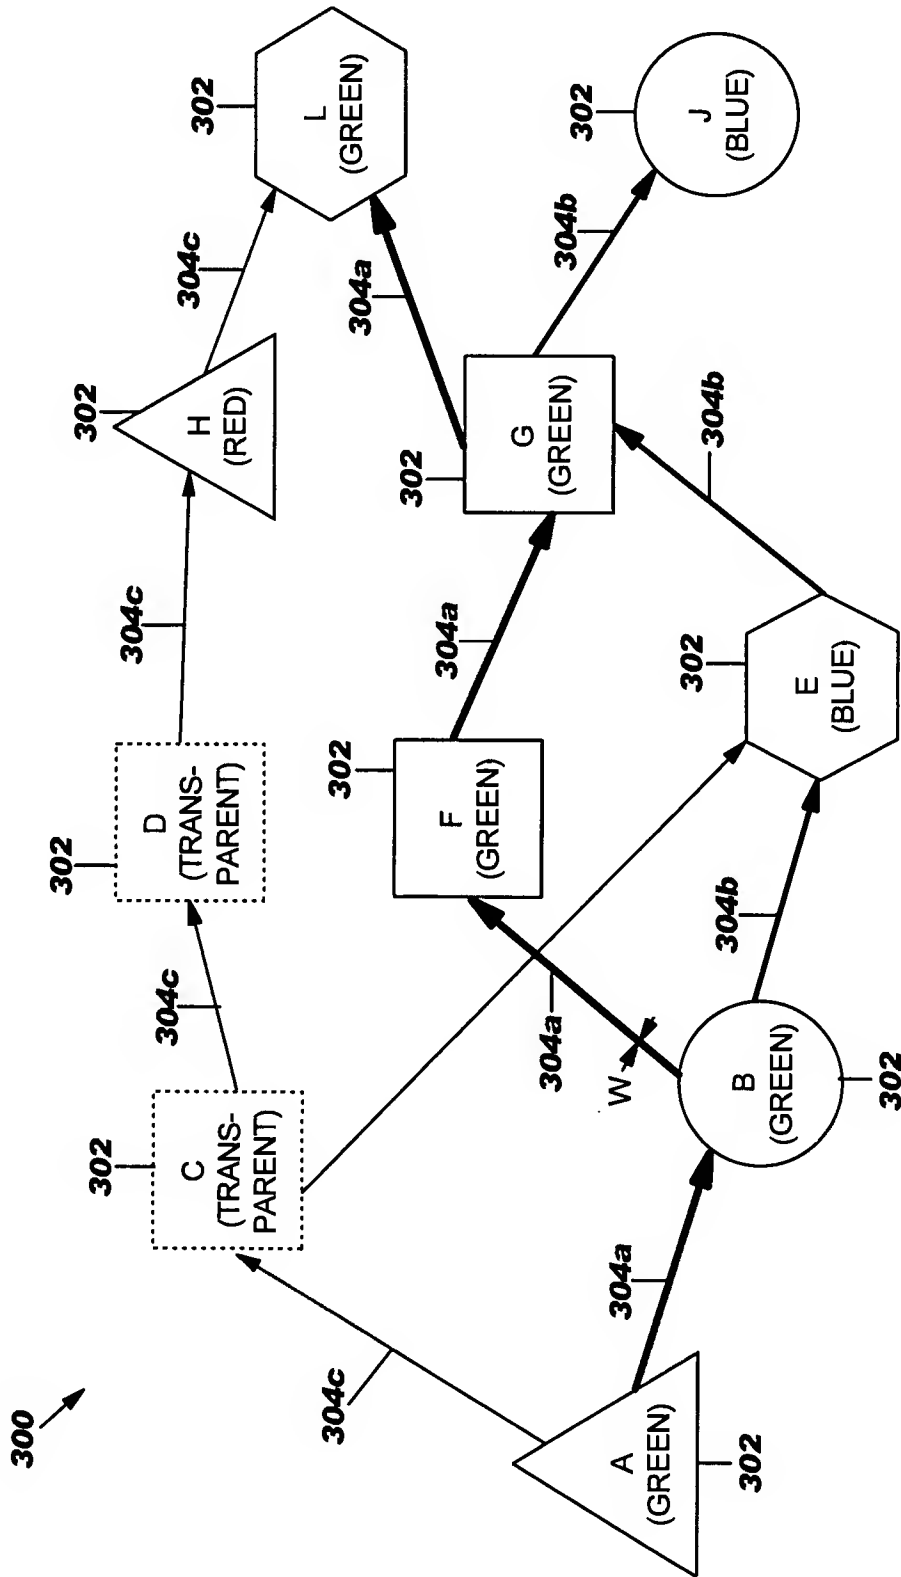 300
302
C
(TRANS-
PARENT)
304c
302
D
(TRANS-
PARENT)
304c
302
H
(RED)
304c
302
L
(GREEN)
304c
302
F
(GREEN)
304a
302
G
(GREEN)
304a
304a
W
304b
302
J
(BLUE)
A
(GREEN)
302
304a
B
(GREEN)
302
304b
302
E
(BLUE)
304b